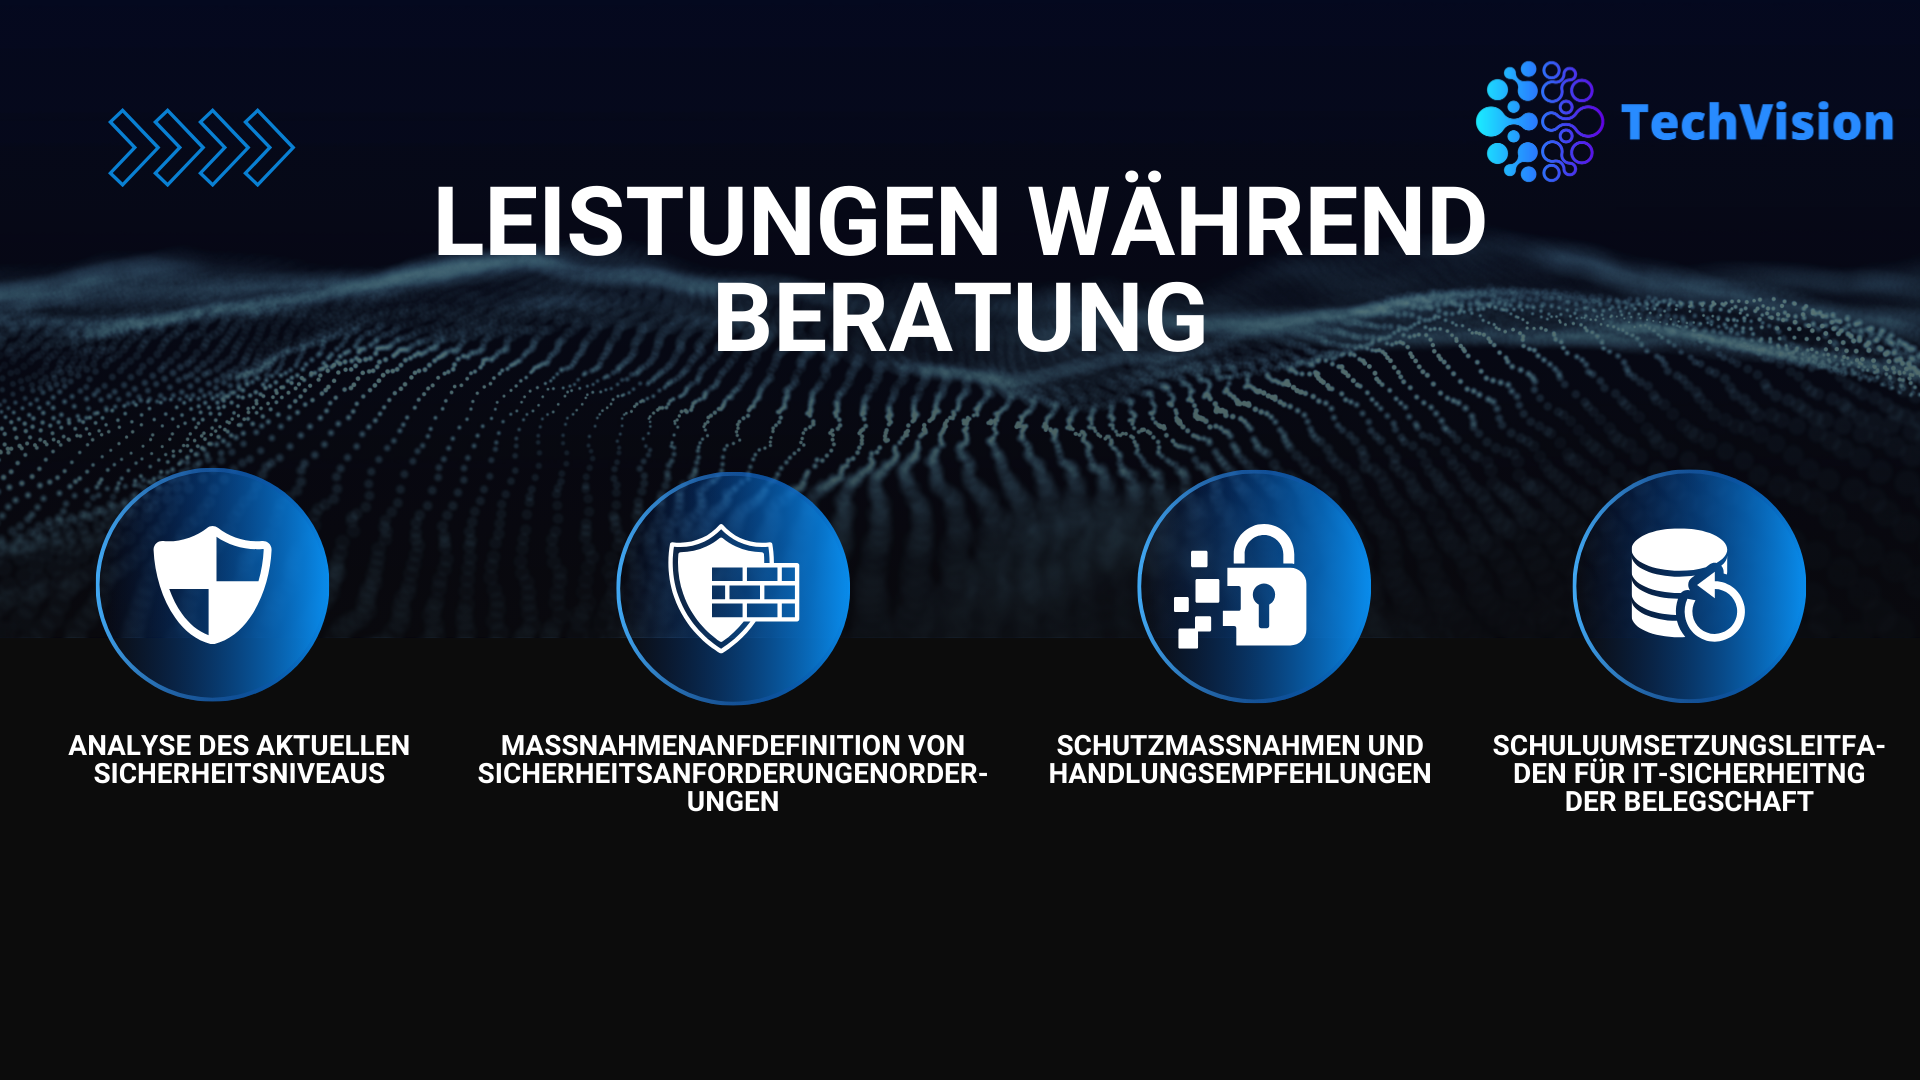 TechVision
LEISTUNGEN WÄHREND
BERATUNG
ANALYSE DES AKTUELLEN
SICHERHEITSNIVEAUS
MASSNAHMENANFDEFINITION VON
SICHERHEITSANFORDERUNGENORDER-
UNGEN
SCHUTZMASSNAHMEN UND
HANDLUNGSEMPFEHLUNGEN
SCHULUUMSETZUNGSLEITFA-
DEN FÜR IT-SICHERHEITNG
DER BELEGSCHAFT